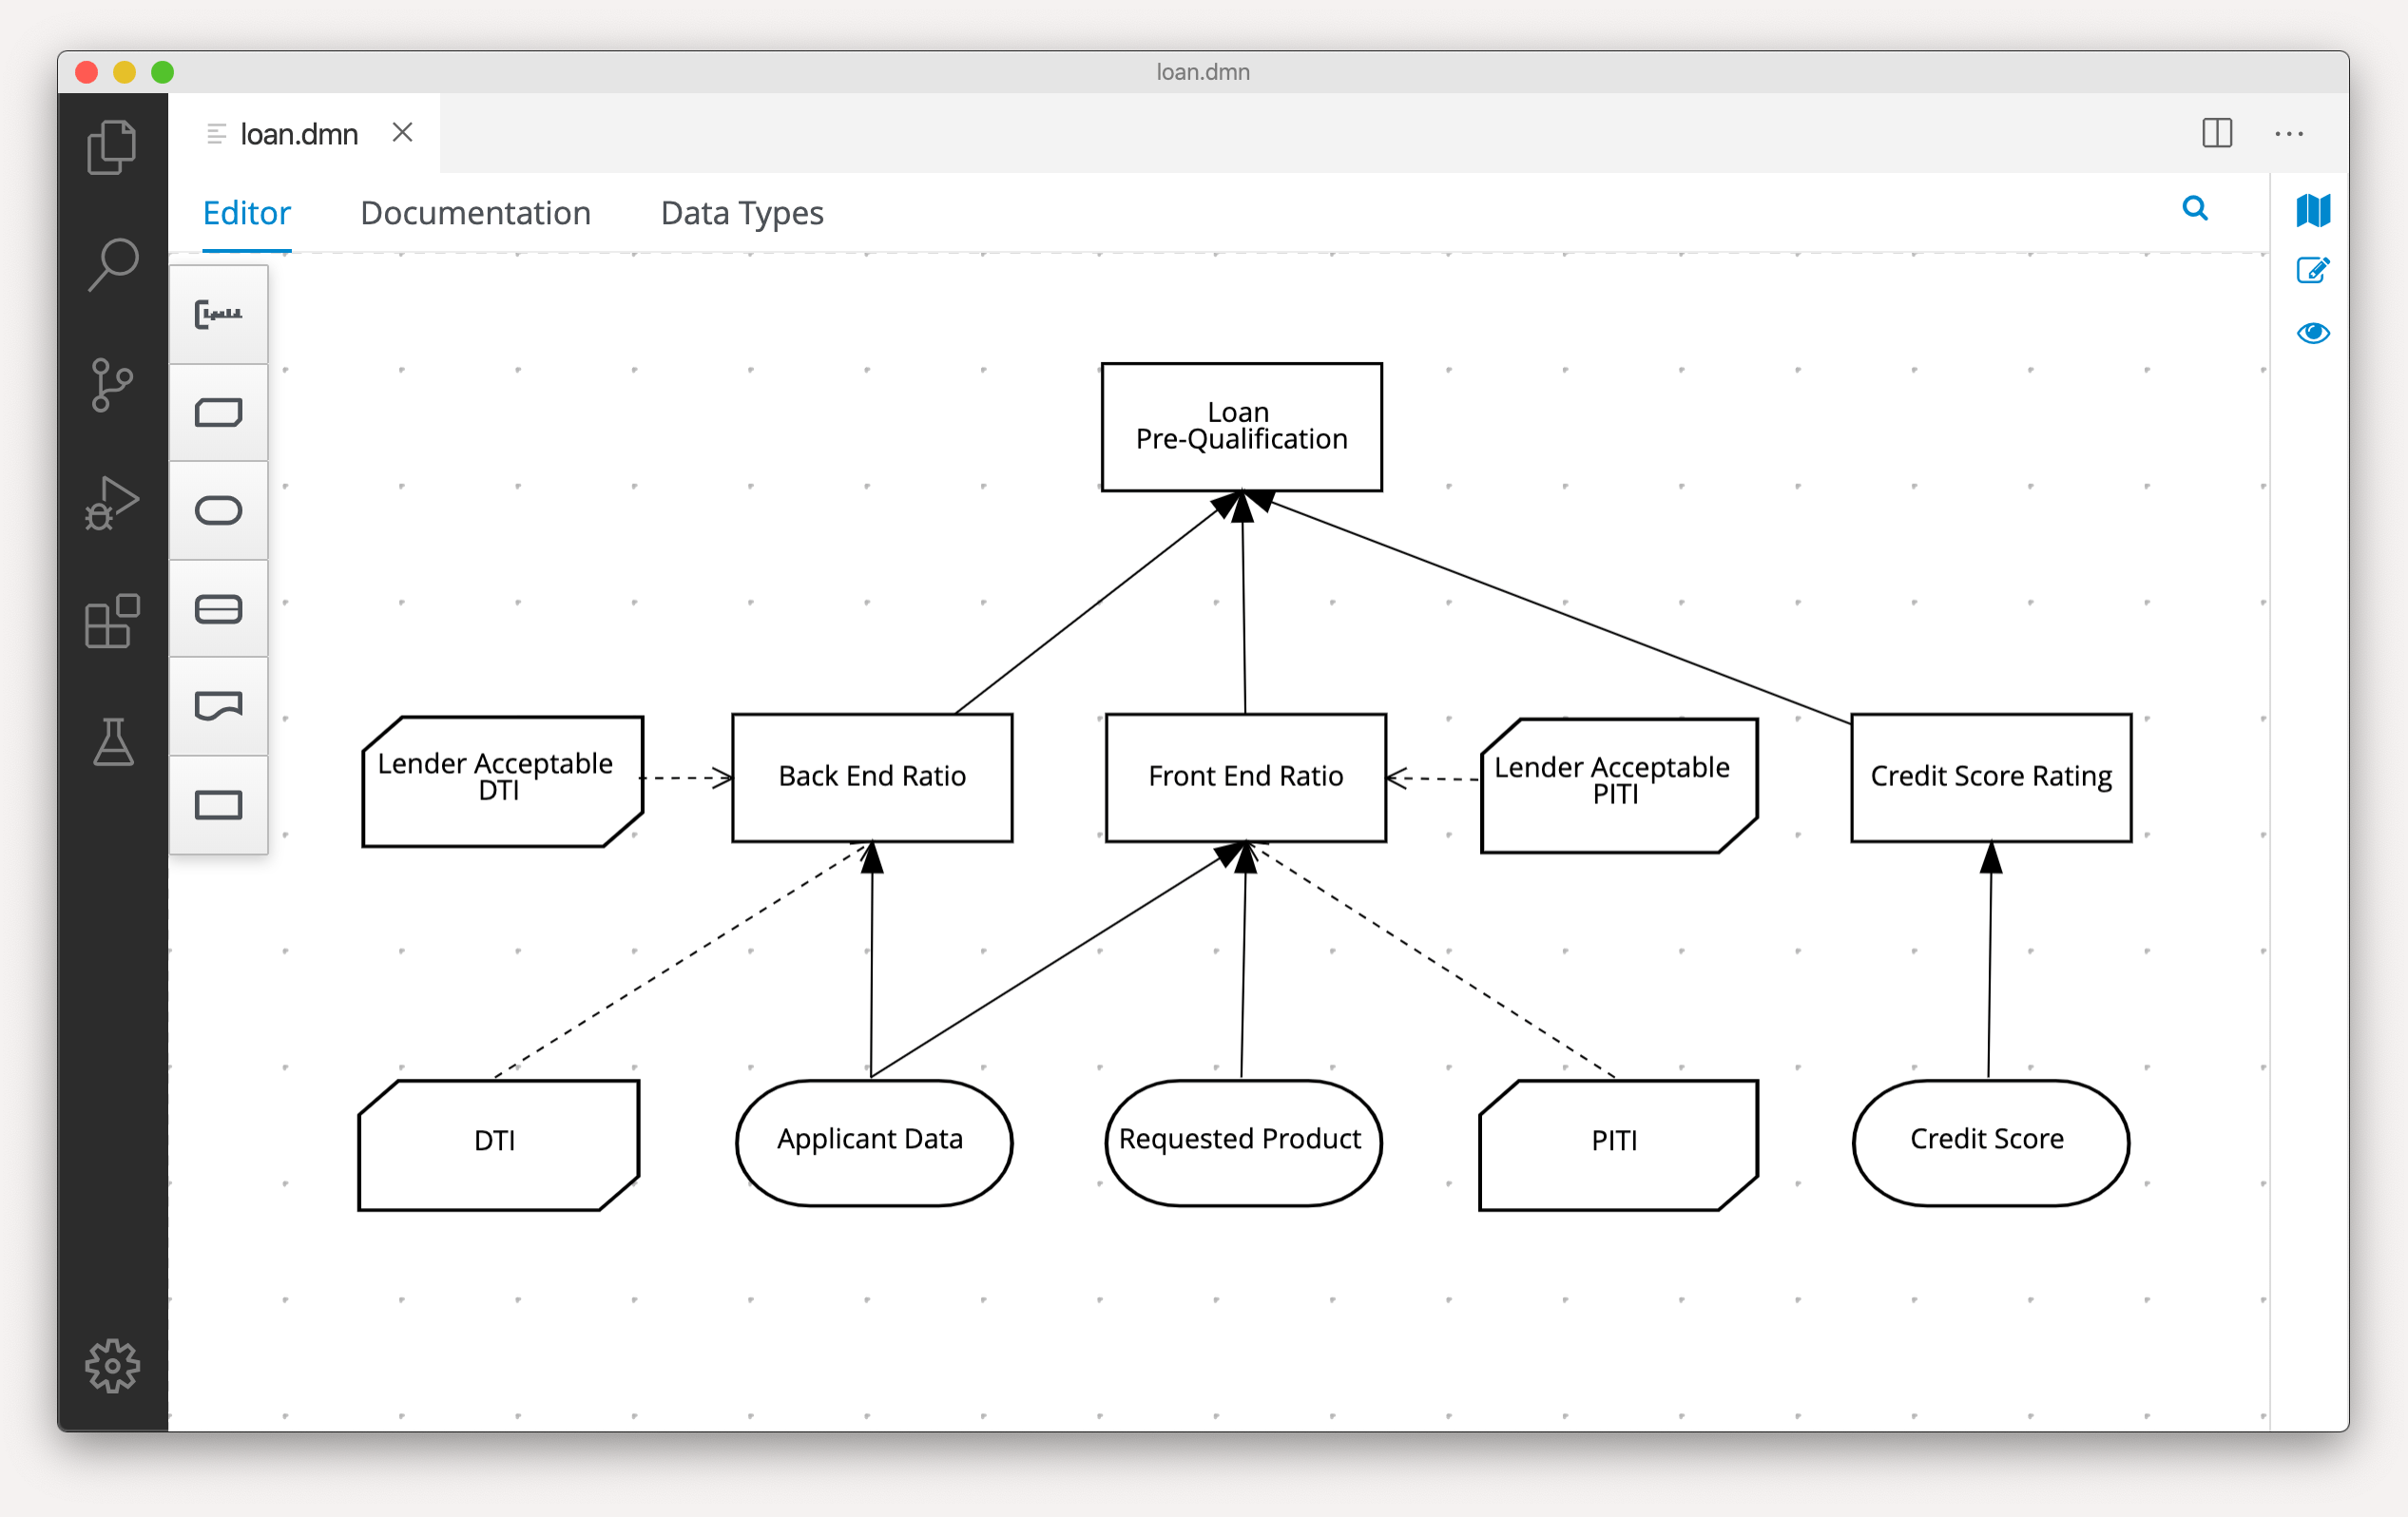 loan.dmn
loan.dmn
Editor
Documentation
Data Types
Loan
Pre-Qualification
Lender Acceptable
DTI
Back End Ratio
Front End Ratio
Lender Acceptable
PITI
Credit Score Rating
DTI
Applicant Data
Requested Product
PITI
Credit Score